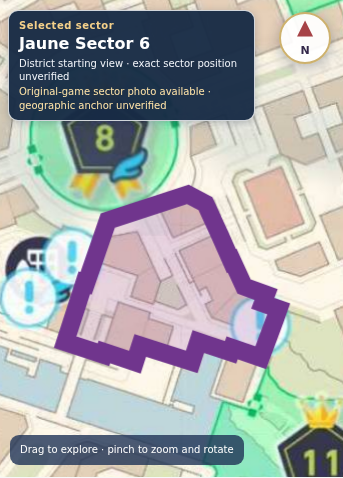 Selected sector
Jaune Sector 6
District starting view · exact sector position
unverified
Original-game sector photo available ·
geographic anchor unverified
N
8
!
!
!
11
Drag to explore · pinch to zoom and rotate